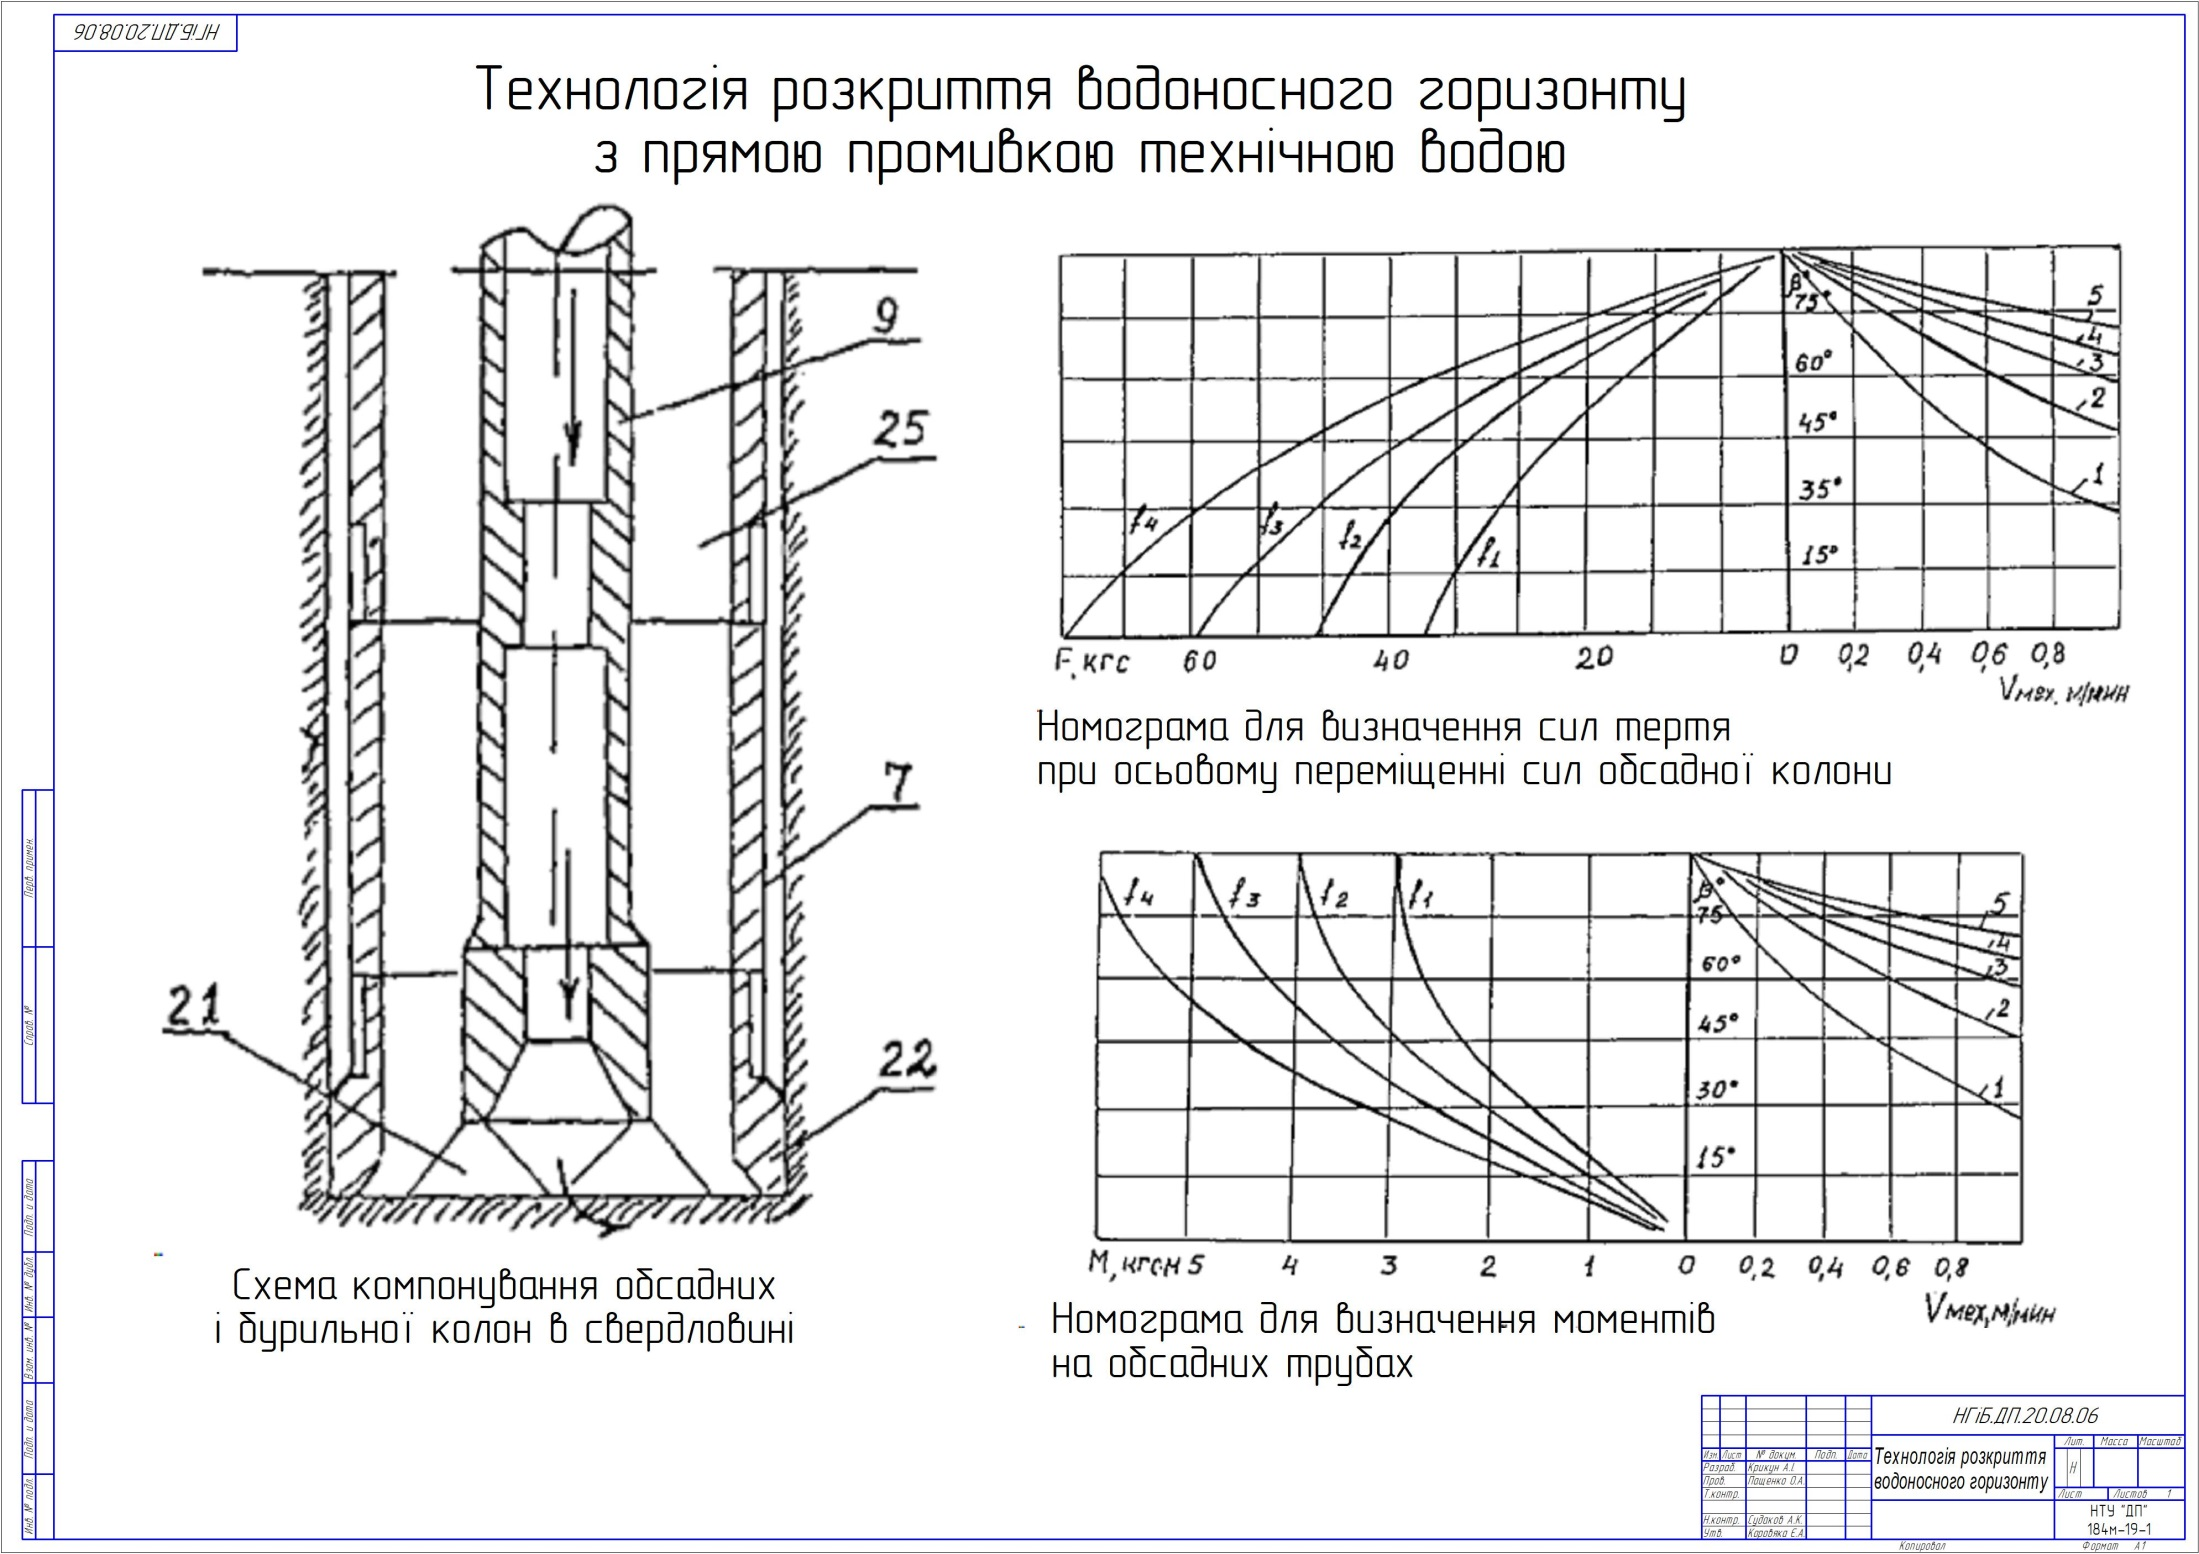 НГіБ.ДП.20.08.06
Технологія розкриття водоносного горизонту
з прямою промивкою технічною водою
9
25
7
21
22
Схема компонування обсадних
і бурильної колон в свердловині
β°
75°
60°
45°
35°
15°
5
4
3
2
1
f4
f3
f2
f1
F, кгс 60 40 20 0 0,2 0,4 0,6 0,8
Vмех. м/мин
Номограма для визначення сил тертя
при осьовому переміщенні сил обсадної колони
f4
f3
f2
f1
β°
75
60°
45°
30°
15°
5
4
3
2
1
М, кгсм 5 4 3 2 1 0 0,2 0,4 0,6 0,8
Vмех, м/мин
Номограма для визначення моментів
на обсадних трубах
Перв. примен.
Справ. №
Подп. и дата
Инв. № дубл.
Взам. инв. №
Подп. и дата
Инв. № подл.
НГіБ.ДП.20.08.06
Изм. Лист № докум. Подп. Дата
Разраб. Крикун А.І.
Пров. Пащенко О.А.
Т.контр.
Н.контр. Судаков А.К.
Утв. Коровяка Є.А.
Технологія розкриття
водоносного горизонту
Лит. Масса Масштаб
Н
Лист Листов 1
НТУ "ДП"
184м-19-1
Копировал Формат А1